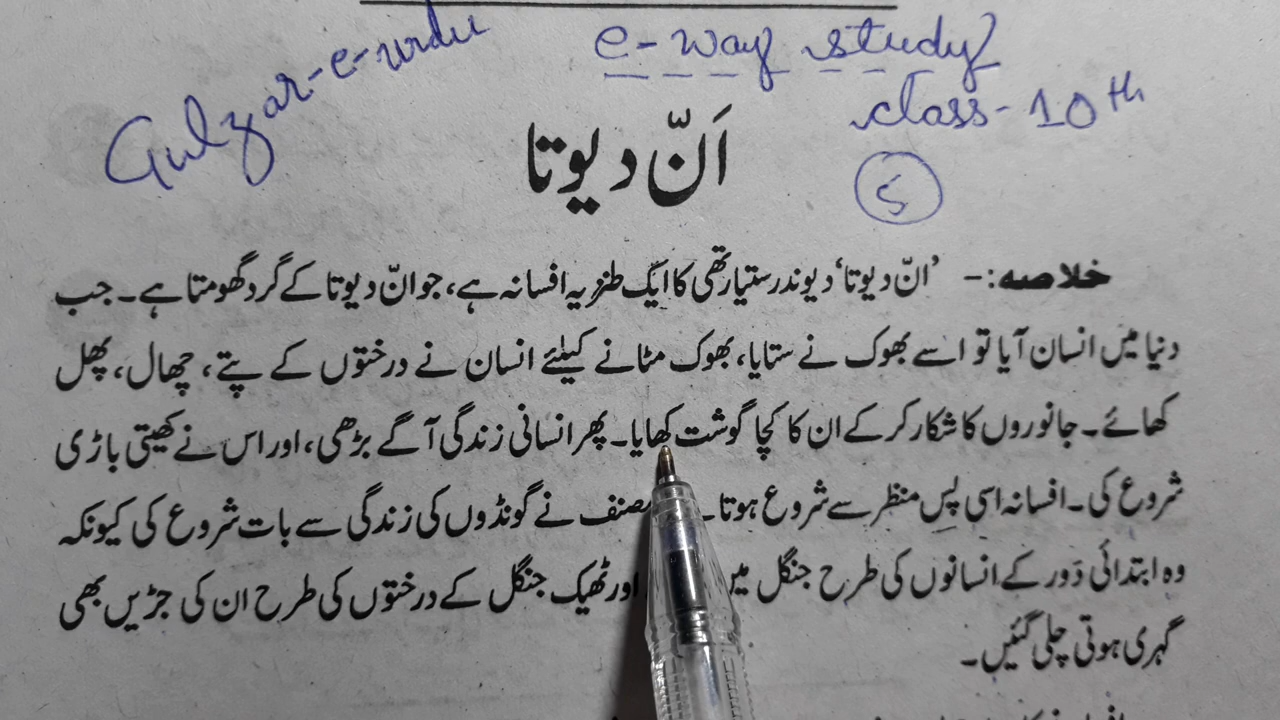 Gulzar-e-urdu
e-way study
class-10th
5
اَنّ دیوتا
خلاصہ:- 'انّ دیوتا' دیوندر ستیارتھی کا ایک طنزیہ افسانہ ہے، جو انّ دیوتا کے گرد گھومتا ہے۔ جب
دنیا میں انسان آیا تو اسے بھوک نے ستایا، بھوک مٹانے کیلئے انسان نے درختوں کے پتے، چھال، پھل
کھائے۔ جانوروں کا شکار کر کے ان کا کچا گوشت کھایا۔ پھر انسانی زندگی آگے بڑھی، اور اس نے کھیتی باڑی
شروع کی۔ افسانہ اسی پس منظر سے شروع ہوتا۔ مصنف نے گونڈوں کی زندگی سے بات شروع کی کیونکہ
وہ ابتدائی دَور کے انسانوں کی طرح جنگل میں اور ٹھیک جنگل کے درختوں کی طرح ان کی جڑیں بھی
گہری ہوتی چلی گئیں۔